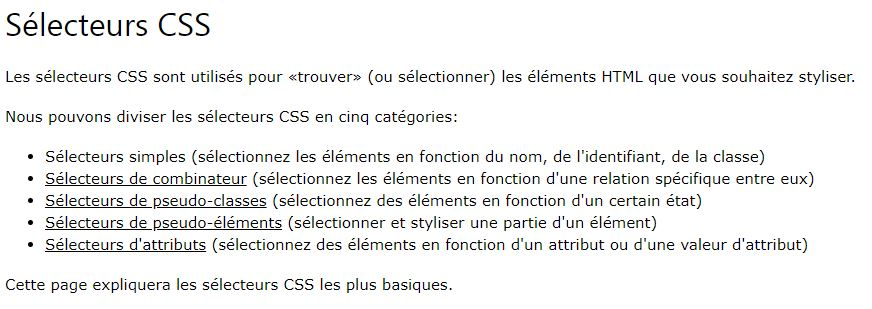 Sélecteurs CSS
Les sélecteurs CSS sont utilisés pour «trouver» (ou sélectionner) les éléments HTML que vous souhaitez styliser.
Nous pouvons diviser les sélecteurs CSS en cinq catégories:
• Sélecteurs simples (sélectionnez les éléments en fonction du nom, de l'identifiant, de la classe)
• Sélecteurs de combinateur (sélectionnez les éléments en fonction d'une relation spécifique entre eux)
• Sélecteurs de pseudo-classes (sélectionnez des éléments en fonction d'un certain état)
• Sélecteurs de pseudo-éléments (sélectionner et styliser une partie d'un élément)
• Sélecteurs d'attributs (sélectionnez des éléments en fonction d'un attribut ou d'une valeur d'attribut)
Cette page expliquera les sélecteurs CSS les plus basiques.